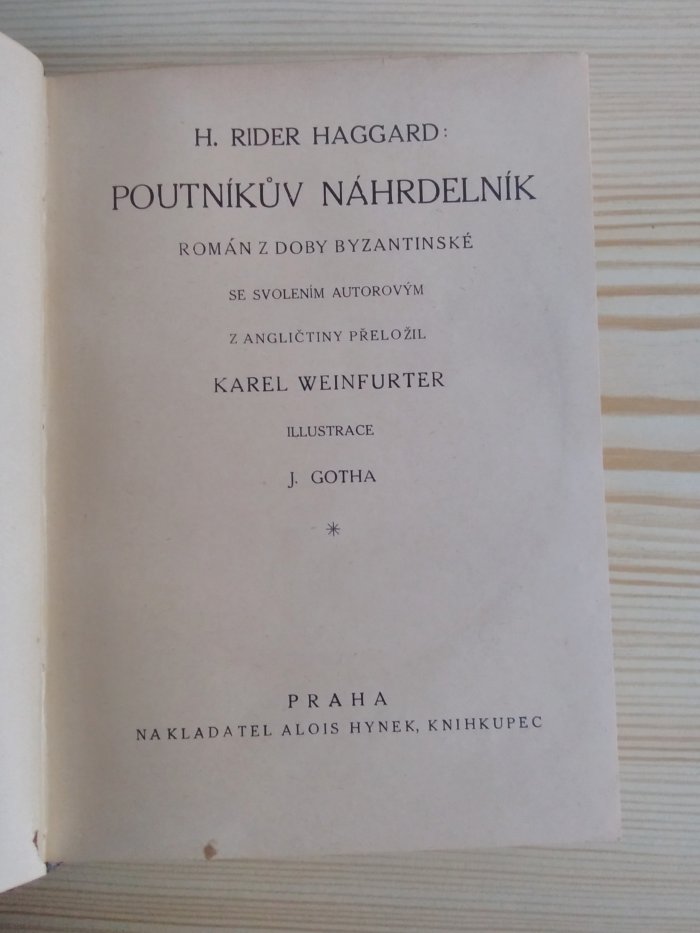 H. RIDER HAGGARD:
POUTNÍKŮV NÁHRDELNÍK
ROMÁN Z DOBY BYZANTINSKÉ
SE SVOLENÍM AUTOROVÝM
Z ANGLIČTINY PŘELOŽIL
KAREL WEINFURTER
ILLUSTRACE
J. GOTHA
PRAHA
NAKLADATEL ALOIS HYNEK, KNIHKUPEC